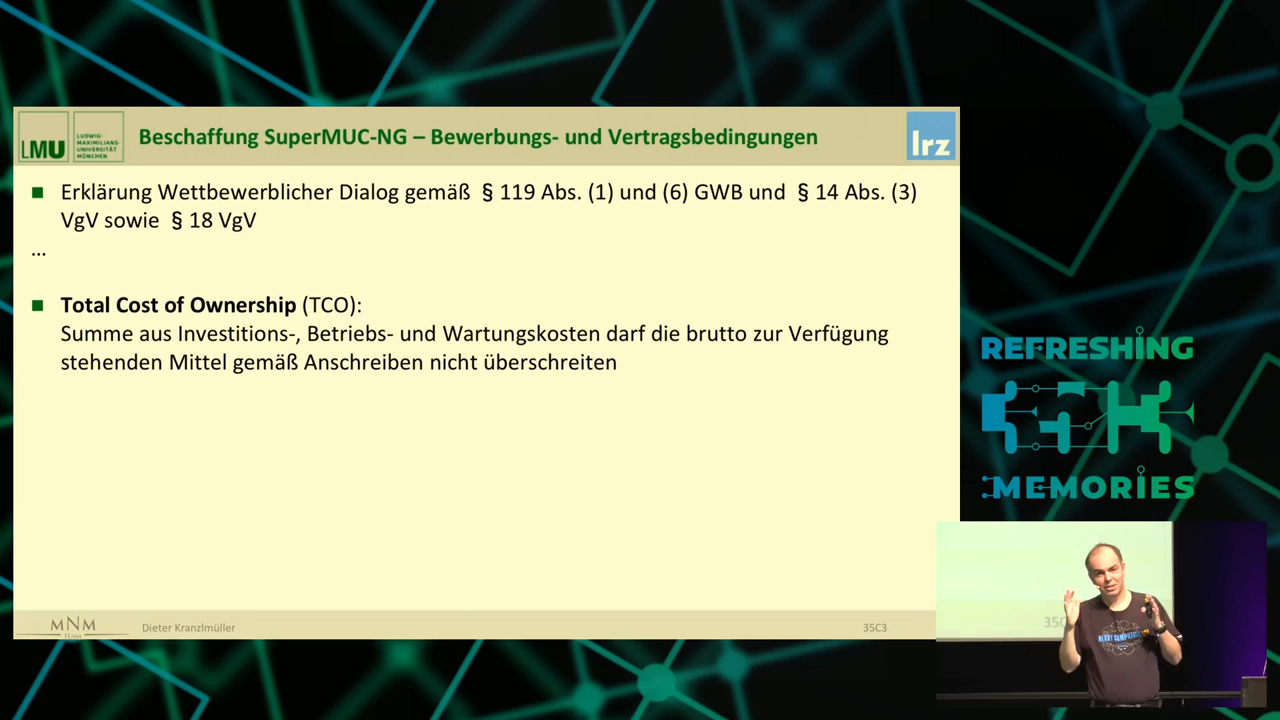 LMU
LUDWIG-
MAXIMILIANS-
UNIVERSITÄT
MÜNCHEN
Beschaffung SuperMUC-NG – Bewerbungs- und Vertragsbedingungen
lrz
Erklärung Wettbewerblicher Dialog gemäß § 119 Abs. (1) und (6) GWB und § 14 Abs. (3)
VgV sowie § 18 VgV
...
Total Cost of Ownership (TCO):
Summe aus Investitions-, Betriebs- und Wartungskosten darf die brutto zur Verfügung
stehenden Mittel gemäß Anschreiben nicht überschreiten
MNM
TEAM
Dieter Kranzlmüller
35C3
REFRESHING
35C3
MEMORIES